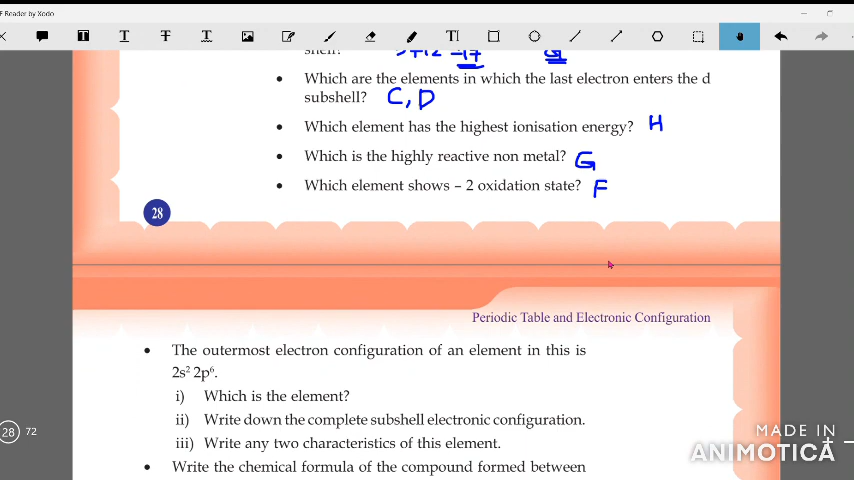 F Reader by Xodo
shell?
• Which are the elements in which the last electron enters the d
subshell? C, D
• Which element has the highest ionisation energy? H
• Which is the highly reactive non metal? G
• Which element shows – 2 oxidation state? F
28
Periodic Table and Electronic Configuration
• The outermost electron configuration of an element in this is
2s² 2p⁶.
i) Which is the element?
ii) Write down the complete subshell electronic configuration.
iii) Write any two characteristics of this element.
• Write the chemical formula of the compound formed between
28 72
MADE IN
ANIMOTICA